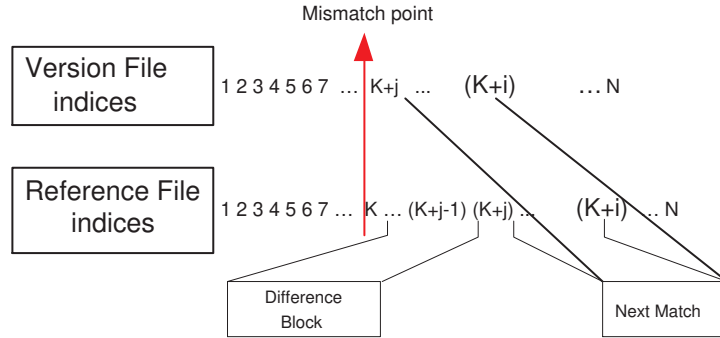 Mismatch point
Version File
indices
1 2 3 4 5 6 7 ... K+j ... (K+i) ... N
Reference File
indices
1 2 3 4 5 6 7 ... K ... (K+j-1) (K+j) ... (K+i) .. N
Difference
Block
Next Match